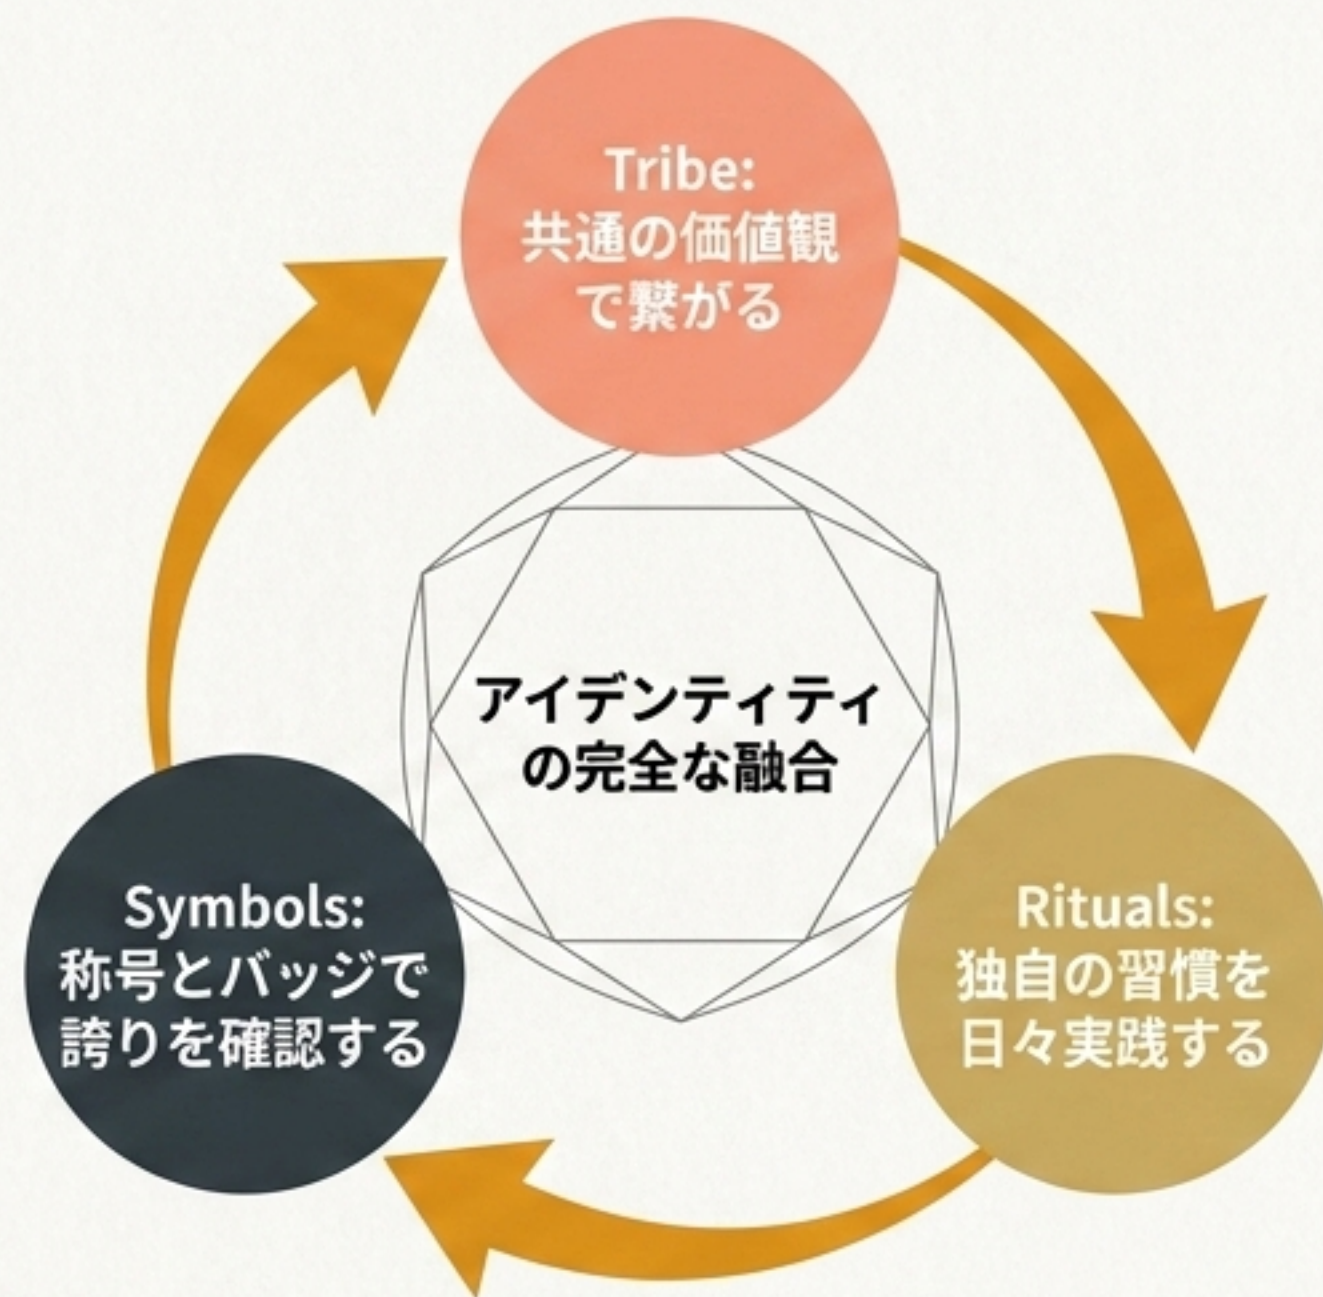 Tribe:
共通の価値観
で繋がる
アイデンティティ
の完全な融合
Symbols:
称号とバッジで
誇りを確認する
Rituals:
独自の習慣を
日々実践する